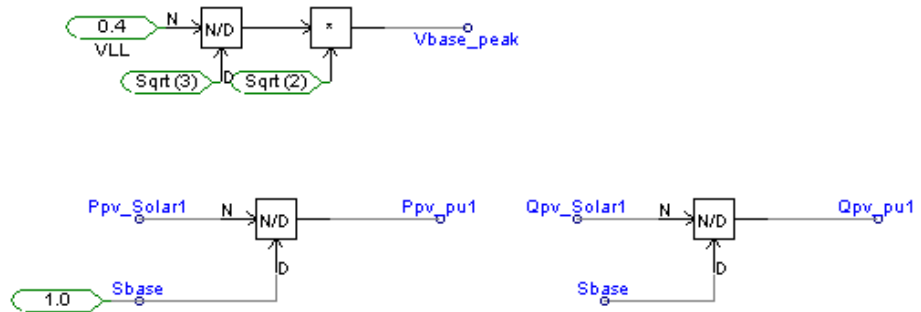 0.4 N N/D * Vbase_peak
VLL
Sqrt (3) D Sqrt (2)
Ppv_Solar1 N N/D Ppv_pu1 Qpv_Solar1 N N/D Qpv_pu1
D D
1.0 Sbase Sbase